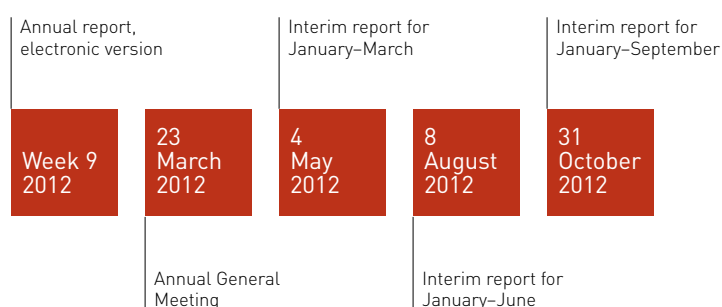 Annual report,
electronic version
Interim report for
January–March
Interim report for
January–September
Week 9
2012
23
March
2012
4
May
2012
8
August
2012
31
October
2012
Annual General
Meeting
Interim report for
January–June